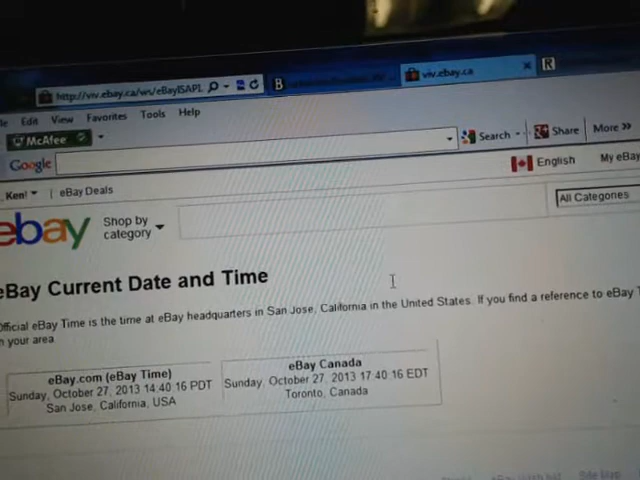 http://viv.ebay.ca/ws/eBayISAPI.
viv.ebay.ca
Edit View Favorites Tools Help
McAfee
Google
Search Share More »
English My eBay
Ken! | eBay Deals
ebay Shop by category All Categories
eBay Current Date and Time
Official eBay Time is the time at eBay headquarters in San Jose, California in the United States. If you find a reference to eBay T
n your area.
eBay.com (eBay Time)
Sunday, October 27, 2013 14:40:16 PDT
San Jose, California, USA
eBay Canada
Sunday, October 27, 2013 17:40:16 EDT
Toronto, Canada